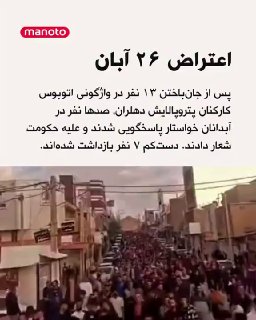 manoto
اعتراض ۲۶ آبان
پس از جان‌باختن ۱۳ نفر در واژگونی اتوبوس
کارکنان پتروپالایش دهلران، صدها نفر در
آبدانان خواستار پاسخگویی شدند و علیه حکومت
شعار دادند. دست‌کم ۷ نفر بازداشت شده‌اند.